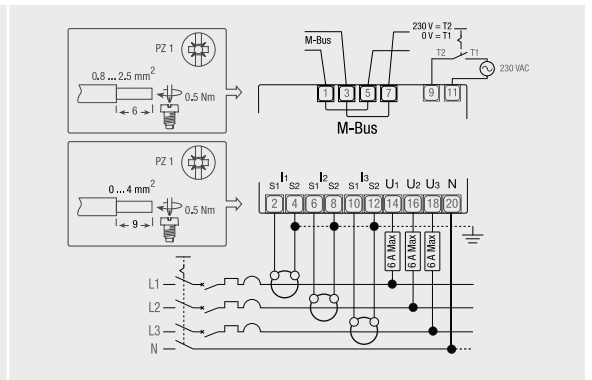 PZ 1
0.8 ... 2.5 mm²
0.5 Nm
6
M-Bus
230 V = T2
0 V = T1
T2 T1
230 VAC
1 3 5 7 9 11
M-Bus
PZ 1
0 ... 4 mm²
0.5 Nm
9
I1 I2 I3 U1 U2 U3 N
S1 S2 S1 S2 S1 S2
2 4 6 8 10 12 14 16 18 20
6 A Max 6 A Max 6 A Max
L1
L2
L3
N